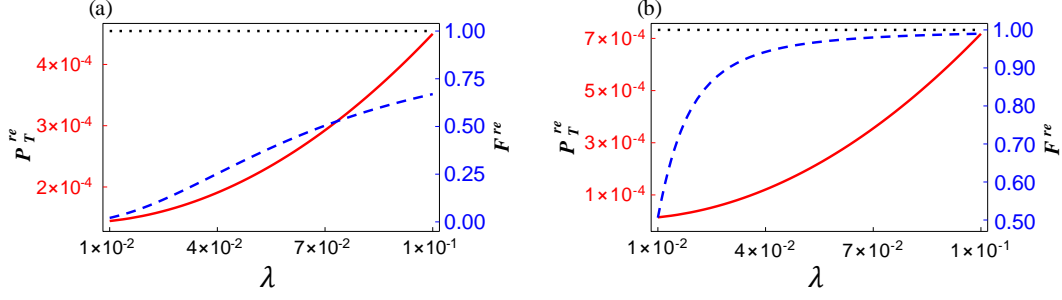 (a)
4×10⁻⁴
3×10⁻⁴
2×10⁻⁴
P_T^{re}
1.00
0.75
0.50
0.25
0.00
F^{re}
1×10⁻² 4×10⁻² 7×10⁻² 1×10⁻¹
λ
(b)
7×10⁻⁴
5×10⁻⁴
3×10⁻⁴
1×10⁻⁴
P_T^{re}
1.00
0.90
0.80
0.70
0.60
0.50
F^{re}
1×10⁻² 4×10⁻² 7×10⁻² 1×10⁻¹
λ